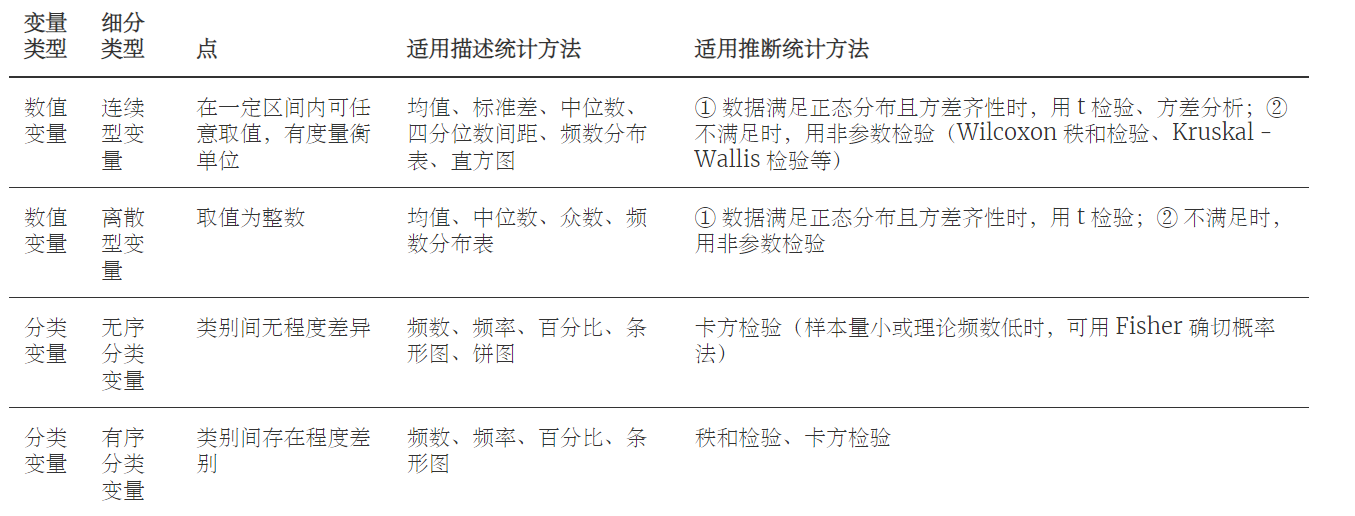 变量 细分
类型 类型 点 适用描述统计方法 适用推断统计方法
数值 连续 在一定区间内可任 均值、标准差、中位数、 ① 数据满足正态分布且方差齐性时，用 t 检验、方差分析；②
变量 型变 意取值，有度量衡 四分位数间距、频数分布 不满足时，用非参数检验（Wilcoxon 秩和检验、Kruskal -
量 单位 表、直方图 Wallis 检验等）
数值 离散 取值为整数 均值、中位数、众数、频 ① 数据满足正态分布且方差齐性时，用 t 检验；② 不满足时，
变量 型变 数分布表 用非参数检验
量
分类 无序 类别间无程度差异 频数、频率、百分比、条 卡方检验（样本量小或理论频数低时，可用 Fisher 确切概率
变量 分类 形图、饼图 法）
变量
分类 有序 类别间存在程度差 频数、频率、百分比、条 秩和检验、卡方检验
变量 分类 别 形图
变量